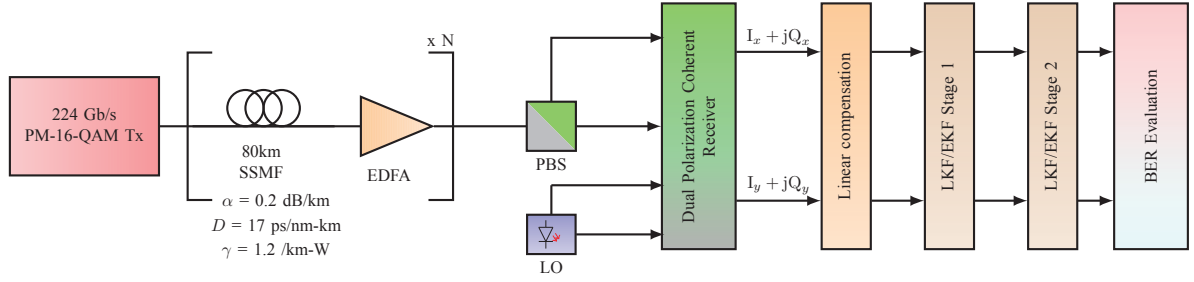 224 Gb/s
PM-16-QAM Tx
80km
SSMF
α = 0.2 dB/km
D = 17 ps/nm-km
γ = 1.2 /km-W
x N
EDFA
PBS
LO
Dual Polarization Coherent
Receiver
Iₓ + jQₓ
I_y + jQ_y
Linear compensation
LKF/EKF Stage 1
LKF/EKF Stage 2
BER Evaluation